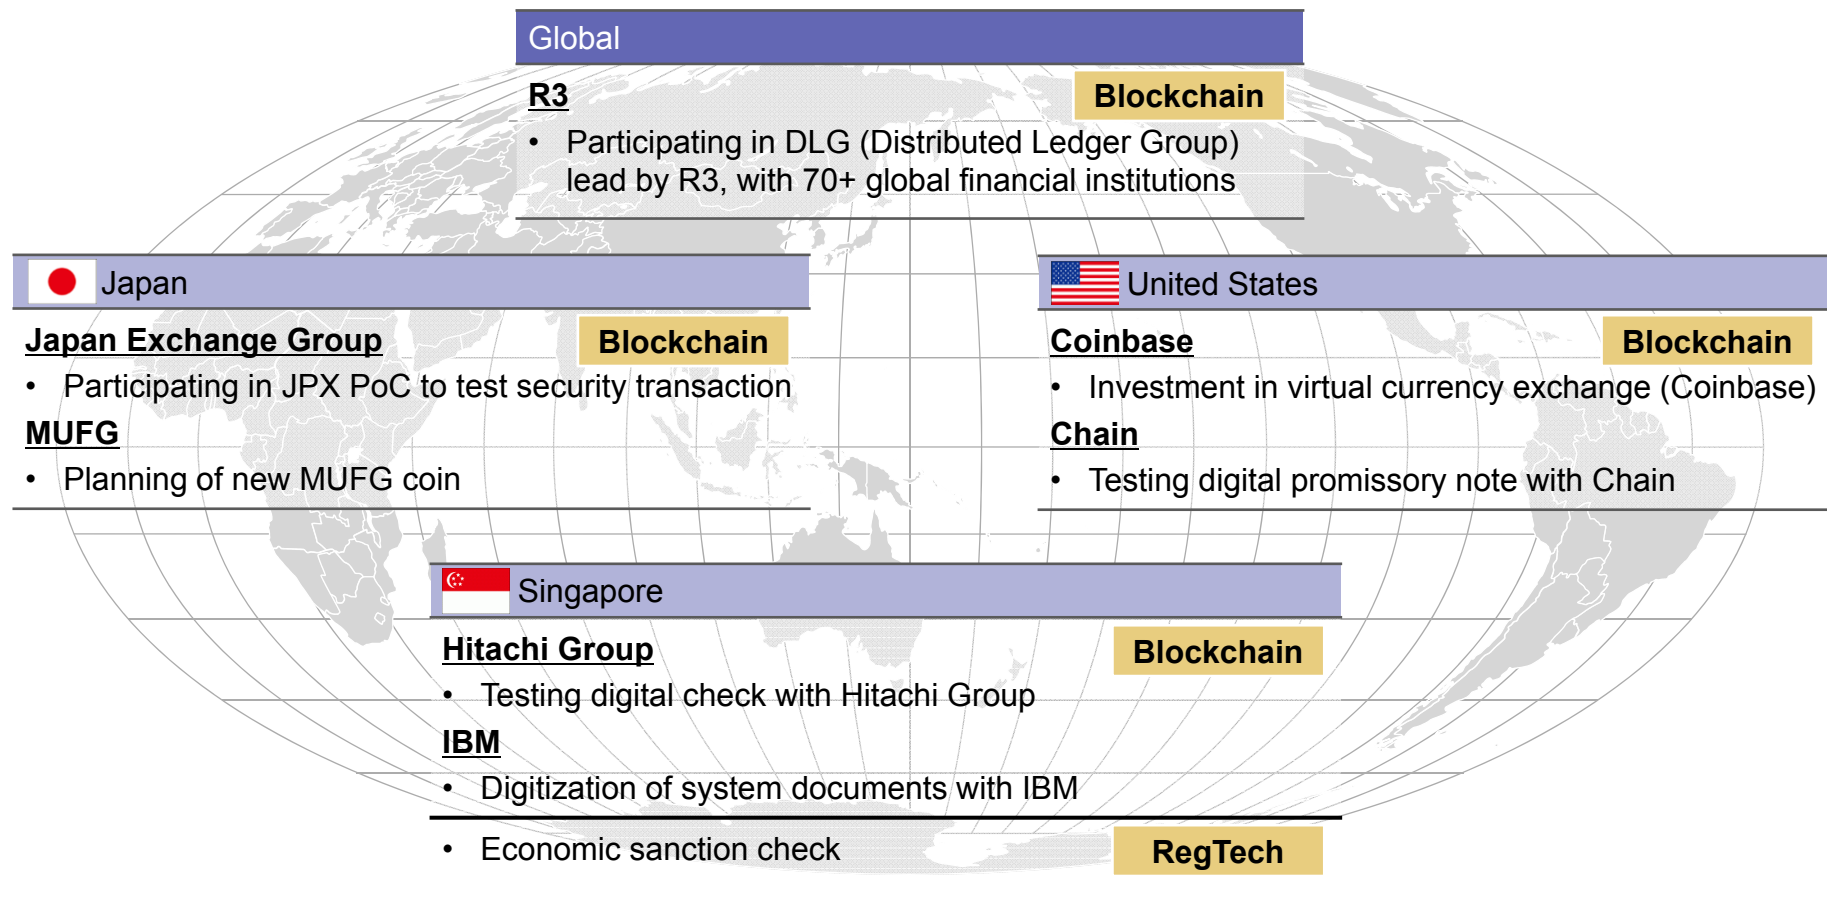 Global
R3
Blockchain
• Participating in DLG (Distributed Ledger Group)
lead by R3, with 70+ global financial institutions
Japan
Japan Exchange Group
Blockchain
• Participating in JPX PoC to test security transaction
MUFG
• Planning of new MUFG coin
United States
Coinbase
Blockchain
• Investment in virtual currency exchange (Coinbase)
Chain
• Testing digital promissory note with Chain
Singapore
Hitachi Group
Blockchain
• Testing digital check with Hitachi Group
IBM
• Digitization of system documents with IBM
• Economic sanction check
RegTech